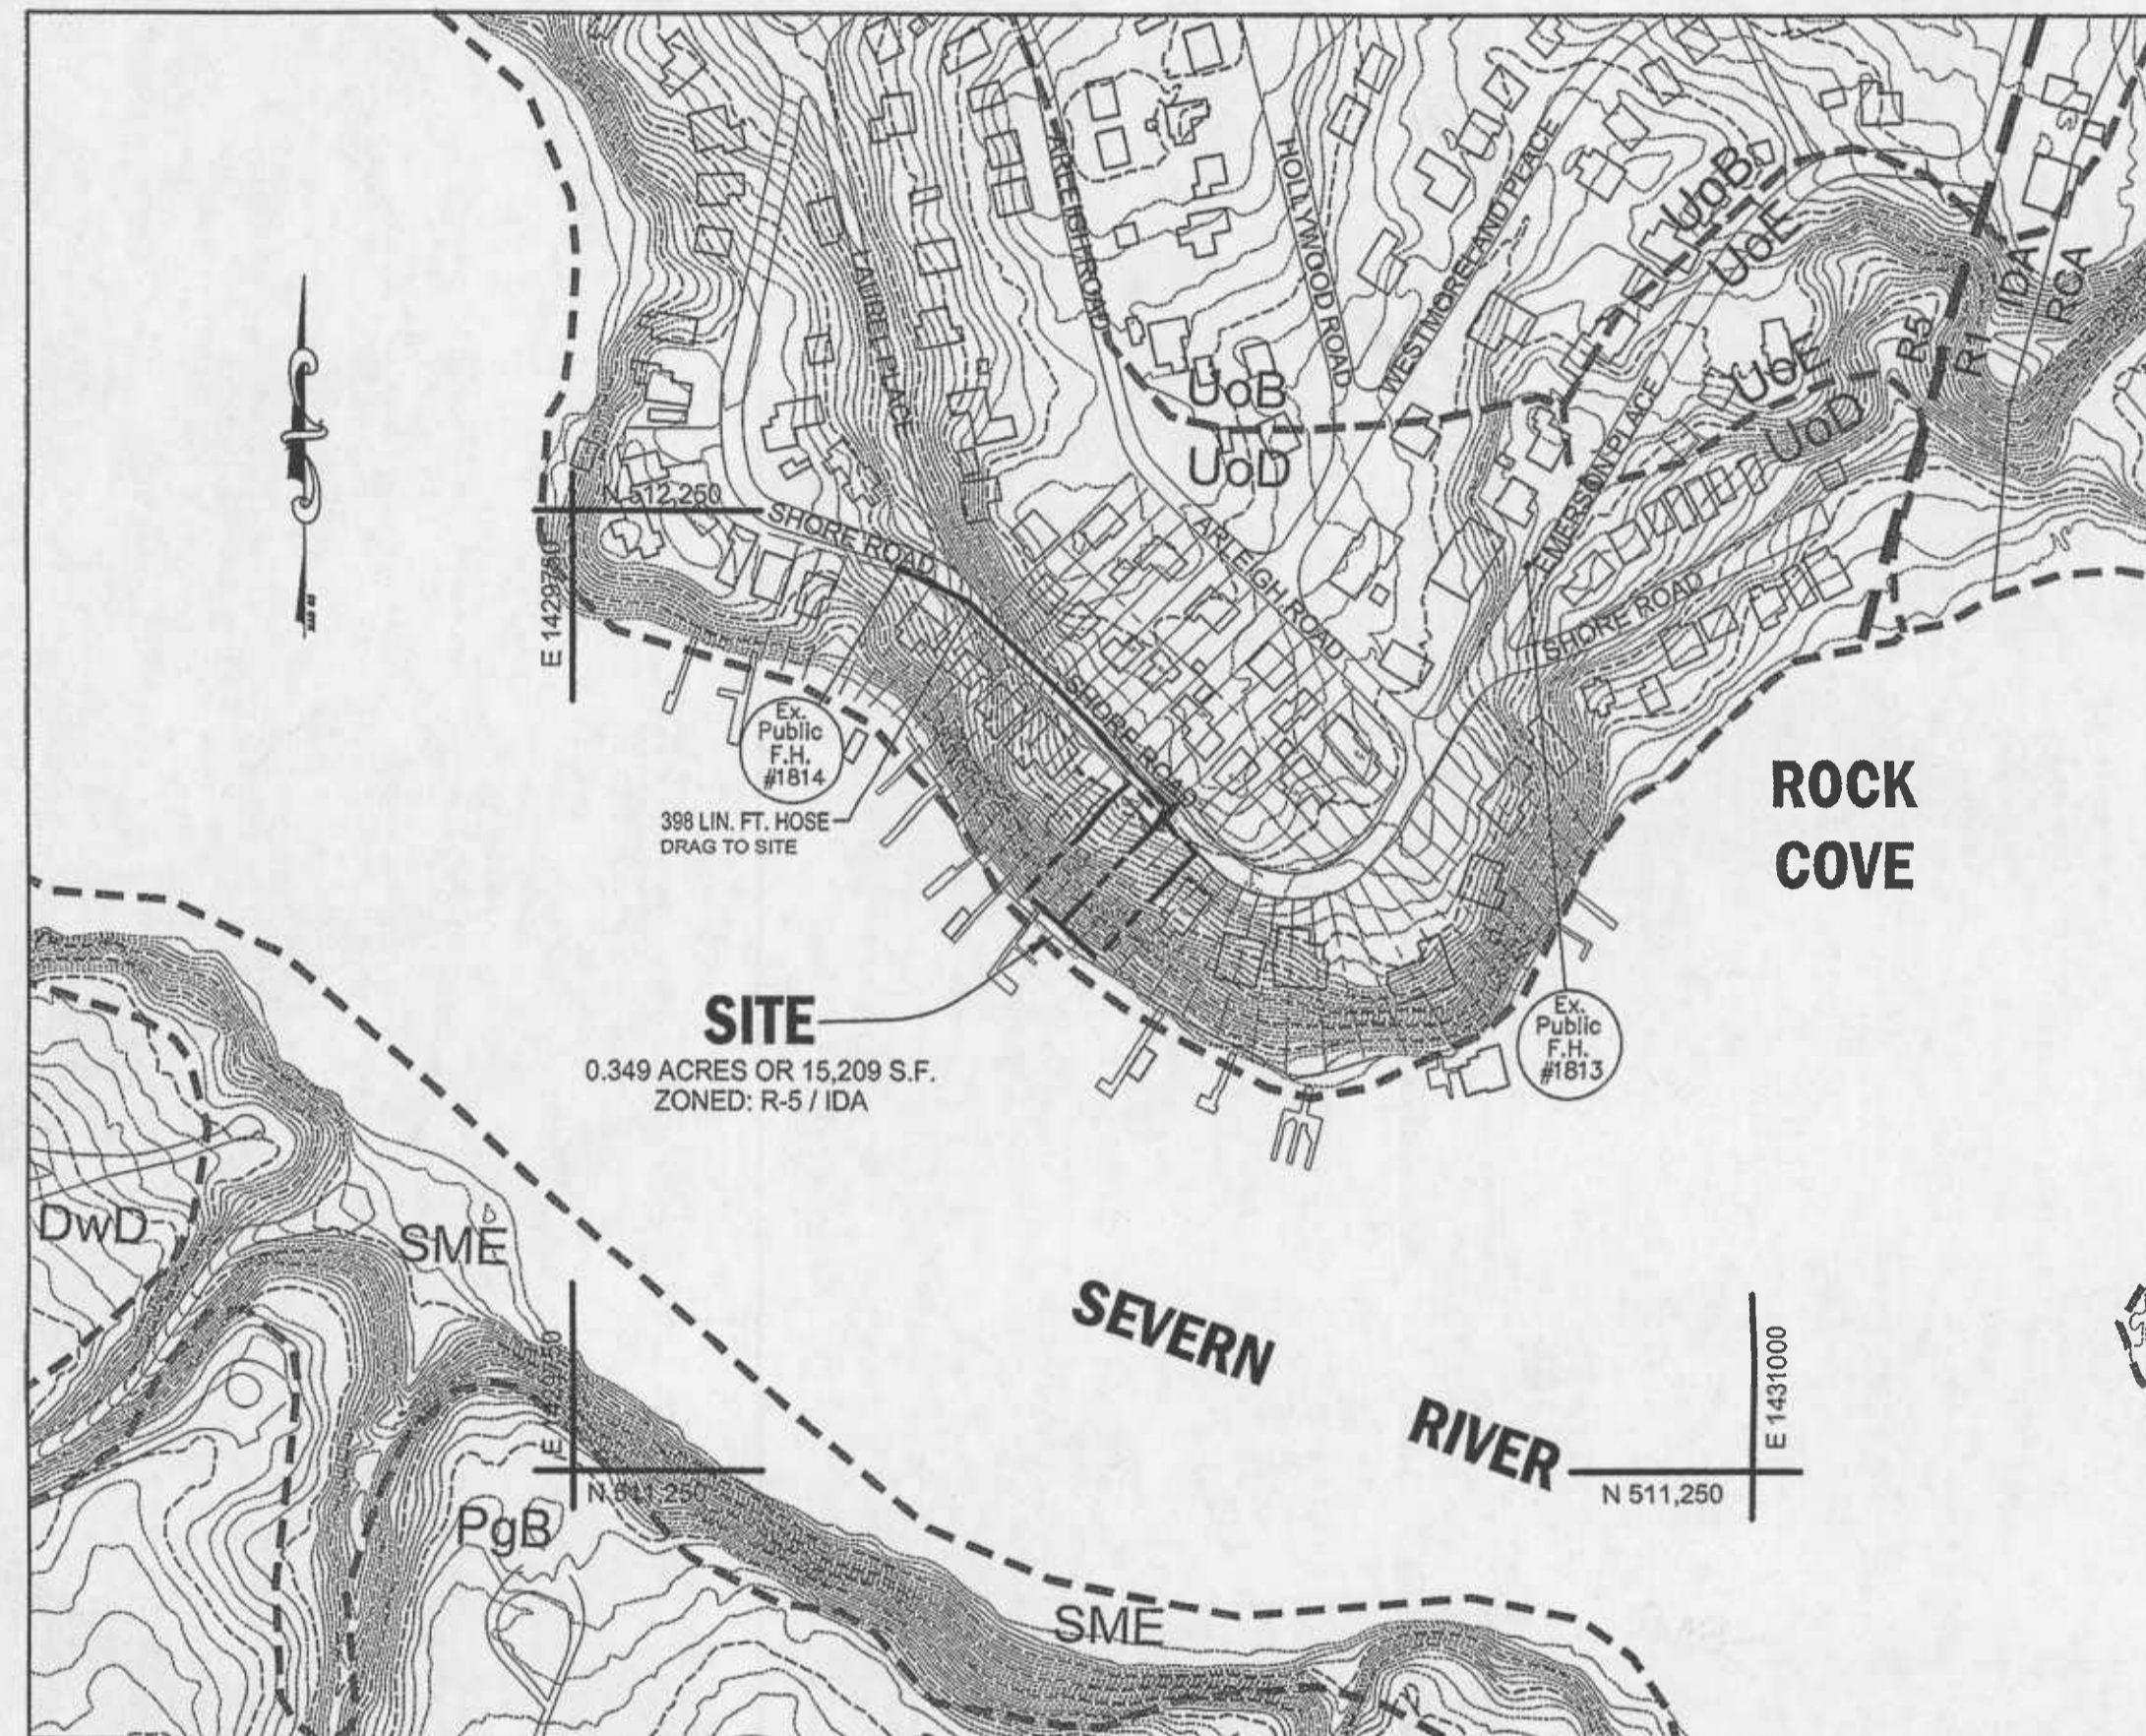 ARLEIGH ROAD
HOLLYWOOD ROAD
WESTMORELAND PLACE
LAUREL PLACE
UoB
UoE
IDA
RCA
R5
R1
UoB
UoD
UoE
UoD
EMERSON PLACE
N 512,250
E 1429750
SHORE ROAD
ARLEIGH ROAD
SHORE ROAD
SHORE ROAD
Ex.
Public
F.H.
#1814
398 LIN. FT. HOSE
DRAG TO SITE
ROCK
COVE
SITE
0.349 ACRES OR 15,209 S.F.
ZONED: R-5 / IDA
Ex.
Public
F.H.
#1813
DwD
SME
SEVERN
RIVER
E 1429750
N 511,250
E 1431000
N 511,250
PgB
SME